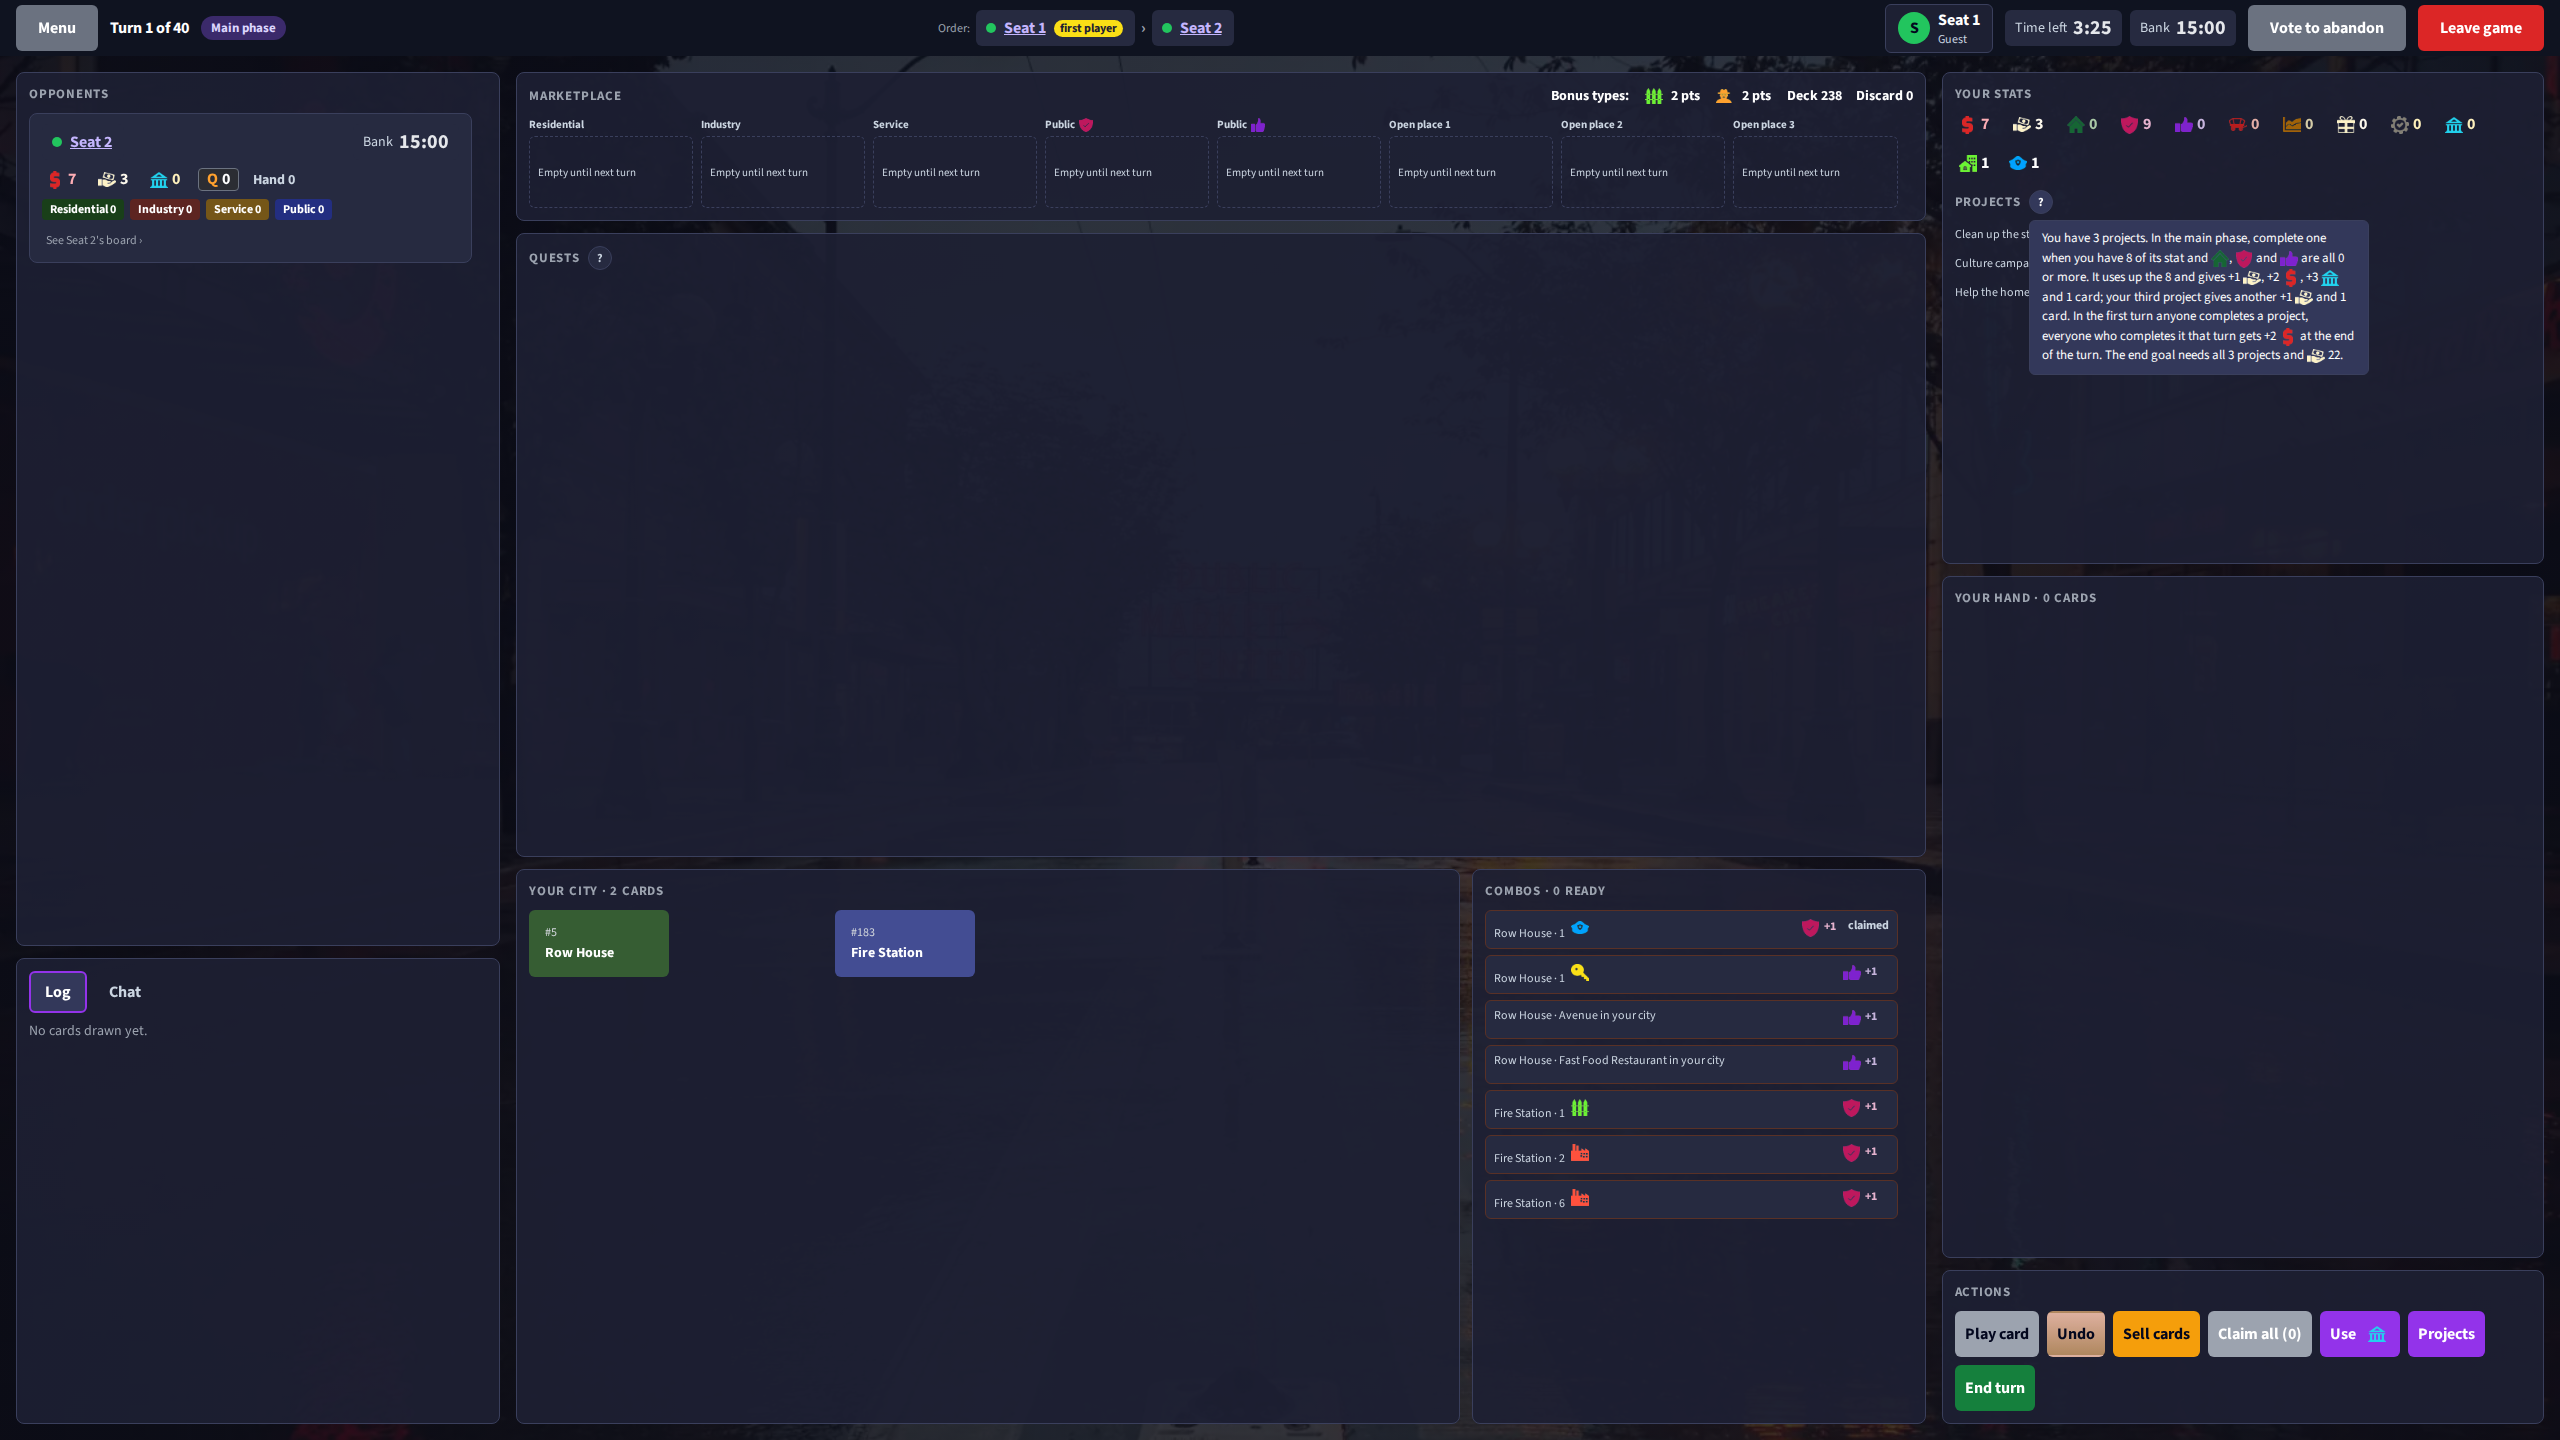 Menu
Turn 1 of 40
Main phase
Order:
Seat 1
first player
›
Seat 2
S
Seat 1
Guest
Time left 3:25
Bank 15:00
Vote to abandon
Leave game
OPPONENTS
Seat 2
Bank 15:00
7
3
0
Q 0
Hand 0
Residential 0
Industry 0
Service 0
Public 0
See Seat 2's board ›
Log
Chat
No cards drawn yet.
MARKETPLACE
Bonus types:
2 pts
2 pts
Deck 238
Discard 0
Residential
Industry
Service
Public
Public
Open place 1
Open place 2
Open place 3
Empty until next turn
Empty until next turn
Empty until next turn
Empty until next turn
Empty until next turn
Empty until next turn
Empty until next turn
Empty until next turn
QUESTS ?
YOUR CITY · 2 CARDS
#5
Row House
#183
Fire Station
COMBOS · 0 READY
Row House · 1
+1
claimed
Row House · 1
+1
Row House · Avenue in your city
+1
Row House · Fast Food Restaurant in your city
+1
Fire Station · 1
+1
Fire Station · 2
+1
Fire Station · 6
+1
YOUR STATS
7 3 0 9 0 0 0 0 0 0
1 1
PROJECTS ?
Clean up the st
Culture campa
Help the home
You have 3 projects. In the main phase, complete one
when you have 8 of its stat and , and are all 0
or more. It uses up the 8 and gives +1 , +2 , +3
and 1 card; your third project gives another +1 and 1
card. In the first turn anyone completes a project,
everyone who completes it that turn gets +2 at the end
of the turn. The end goal needs all 3 projects and 22.
YOUR HAND · 0 CARDS
ACTIONS
Play card
Undo
Sell cards
Claim all (0)
Use
Projects
End turn